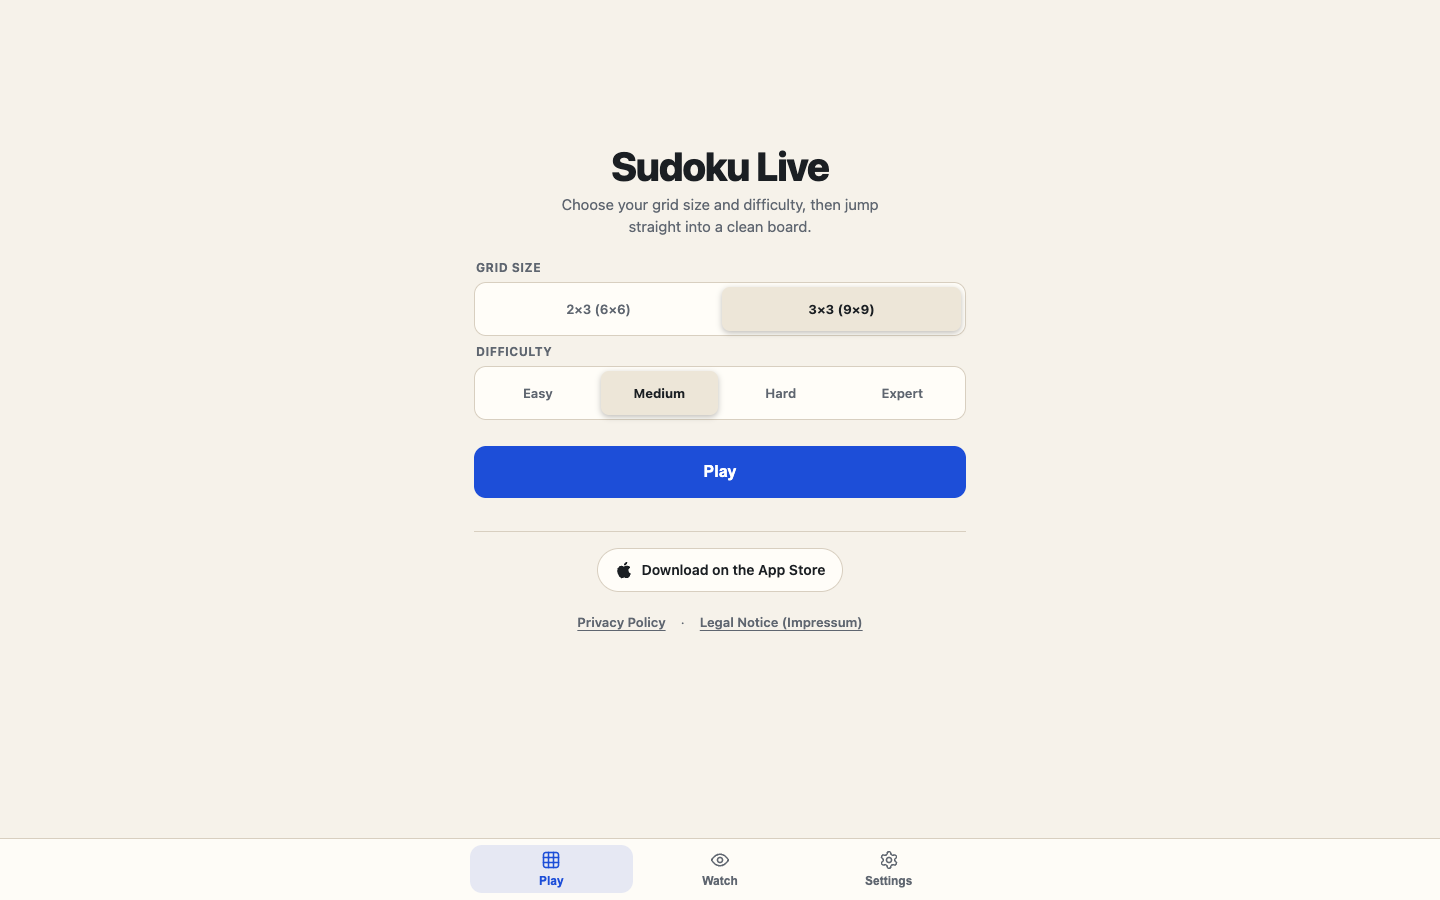 Sudoku Live
Choose your grid size and difficulty, then jump
straight into a clean board.
GRID SIZE
2×3 (6×6)
3×3 (9×9)
DIFFICULTY
Easy
Medium
Hard
Expert
Play
Download on the App Store
Privacy Policy · Legal Notice (Impressum)
Play
Watch
Settings